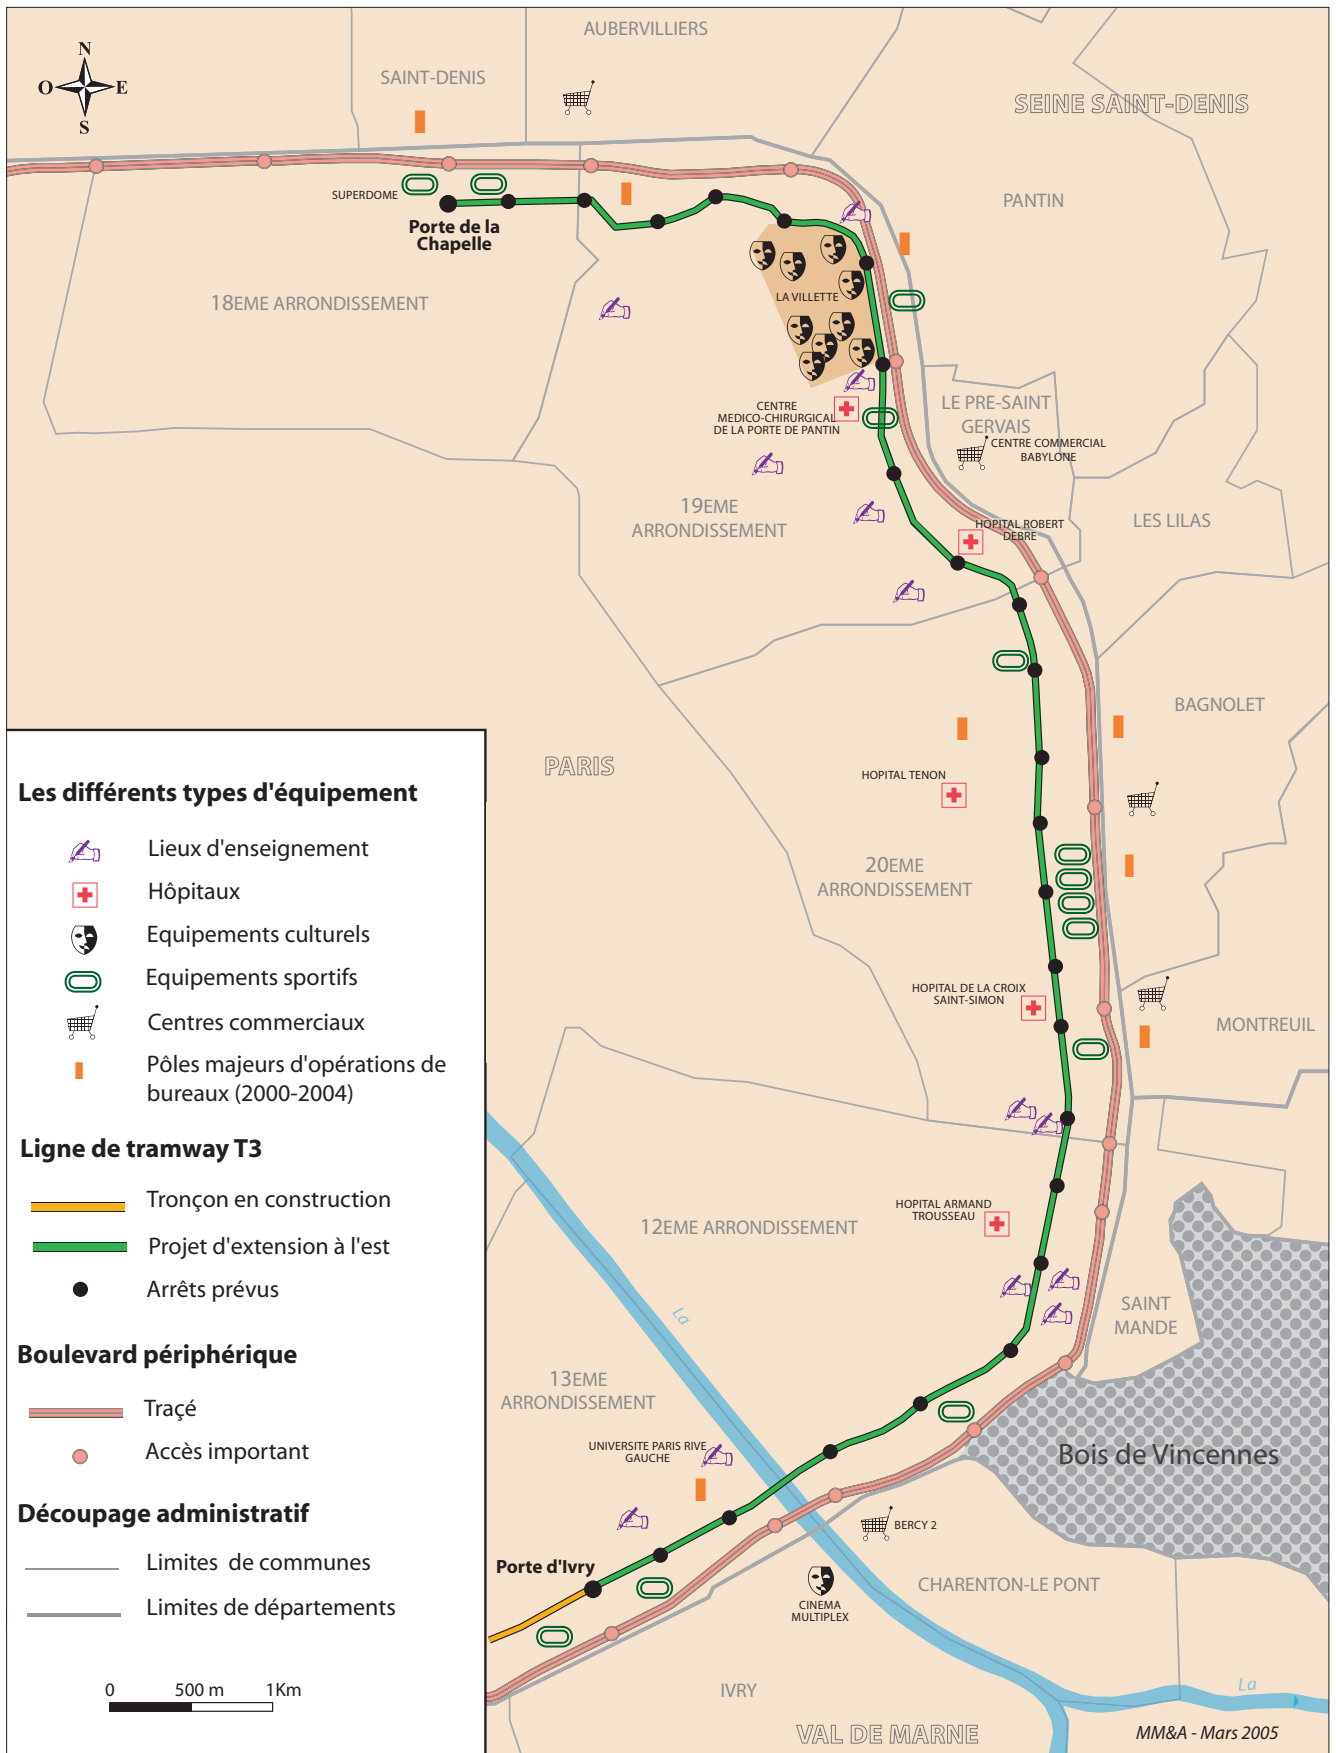 AUBERVILLIERS
N
O E
S
SAINT-DENIS
SEINE SAINT-DENIS
SUPERDOME
PANTIN
Porte de la
Chapelle
18EME ARRONDISSEMENT
LA VILLETTE
CENTRE
MEDICO-CHIRURGICAL
DE LA PORTE DE PANTIN
LE PRE-SAINT
GERVAIS
CENTRE COMMERCIAL
BABYLONE
19EME
ARRONDISSEMENT
LES LILAS
HOPITAL ROBERT
DEBRE
BAGNOLET
PARIS
HOPITAL TENON
20EME
ARRONDISSEMENT
HOPITAL DE LA CROIX
SAINT-SIMON
MONTREUIL
HOPITAL ARMAND
TROUSSEAU
12EME ARRONDISSEMENT
La
SAINT
MANDE
13EME
ARRONDISSEMENT
UNIVERSITE PARIS RIVE
GAUCHE
Bois de Vincennes
BERCY 2
Porte d'Ivry
CINEMA
MULTIPLEX
CHARENTON-LE PONT
IVRY
La
VAL DE MARNE
MM&A - Mars 2005
Les différents types d'équipement
Lieux d'enseignement
Hôpitaux
Equipements culturels
Equipements sportifs
Centres commerciaux
Pôles majeurs d'opérations de
bureaux (2000-2004)
Ligne de tramway T3
Tronçon en construction
Projet d'extension à l'est
Arrêts prévus
Boulevard périphérique
Traçé
Accès important
Découpage administratif
Limites de communes
Limites de départements
0 500 m 1Km